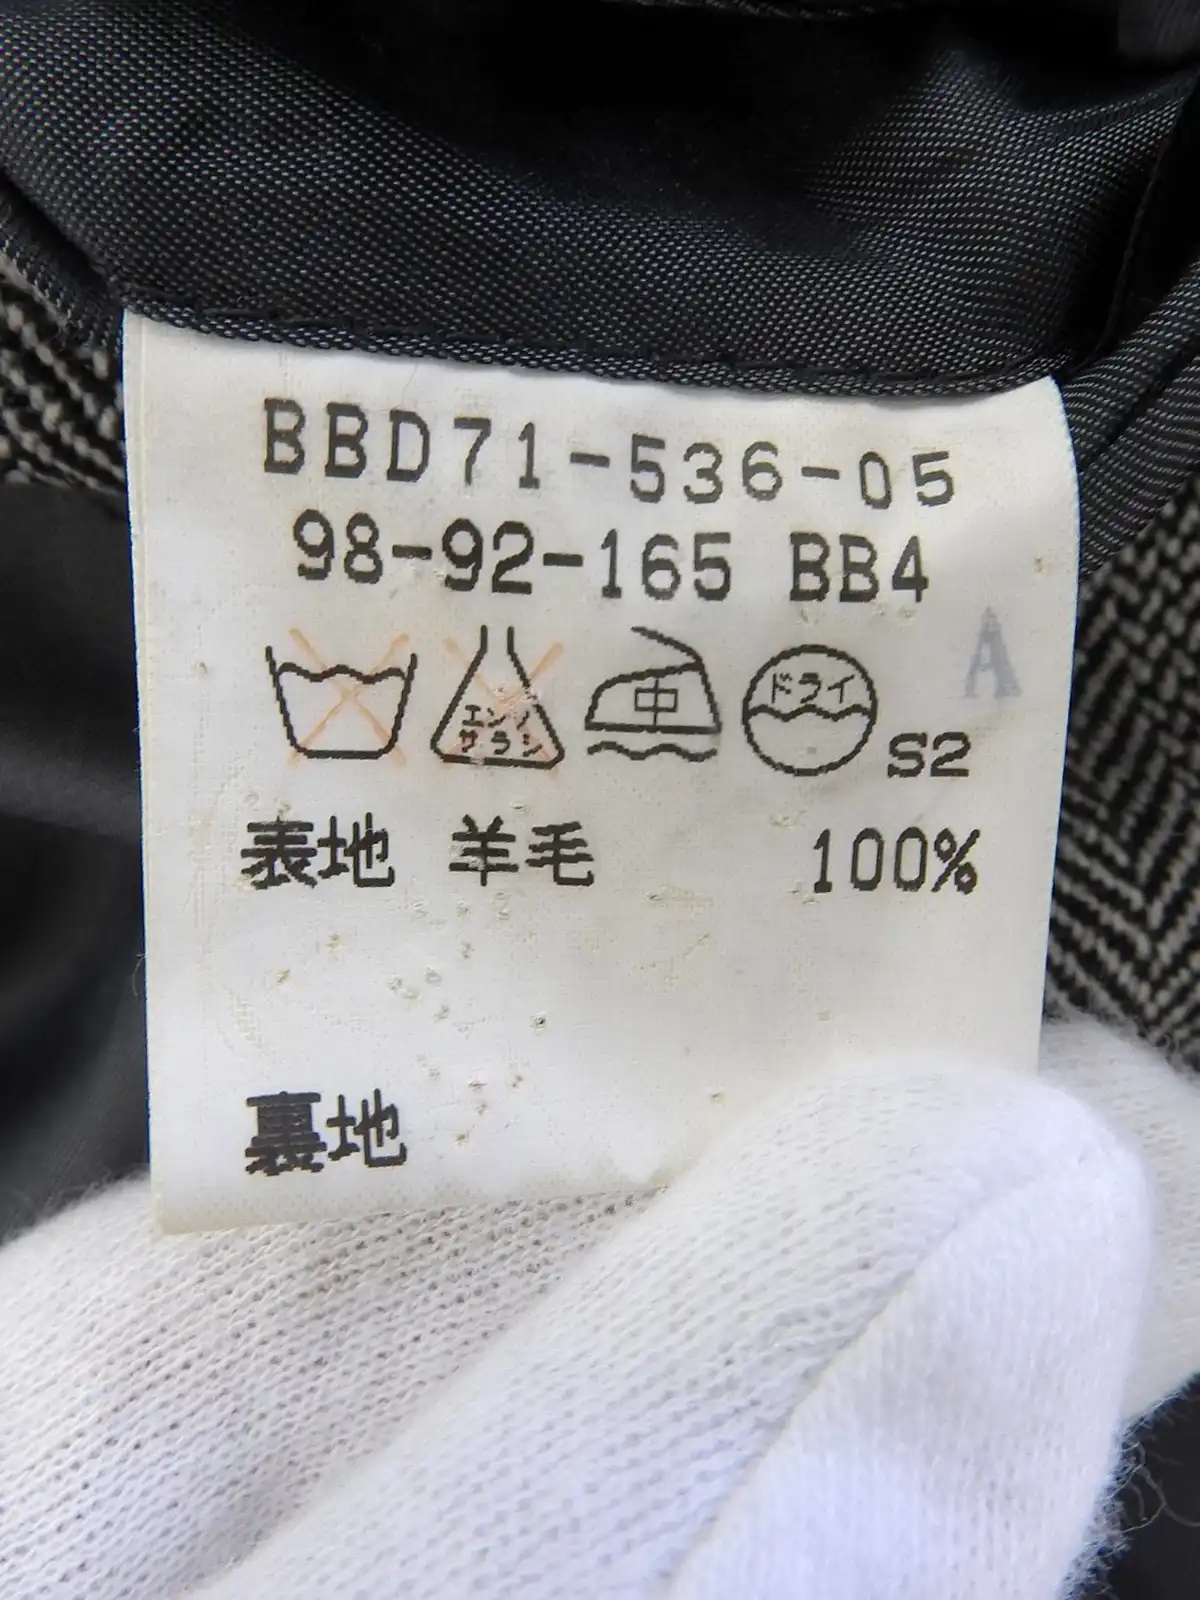 BBD71-536-05
98-92-165 BB4
A
エンソ
サラシ
中
ドライ
S2
表地 羊毛 100%
裏地